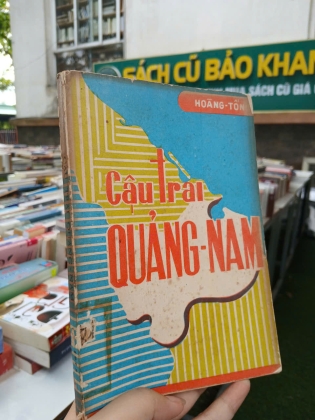 SÁCH CŨ BẢO KHAN
SÁCH CŨ GIÁ
HOÀNG-TÔN
Cậu trai
QUẢNG-NAM